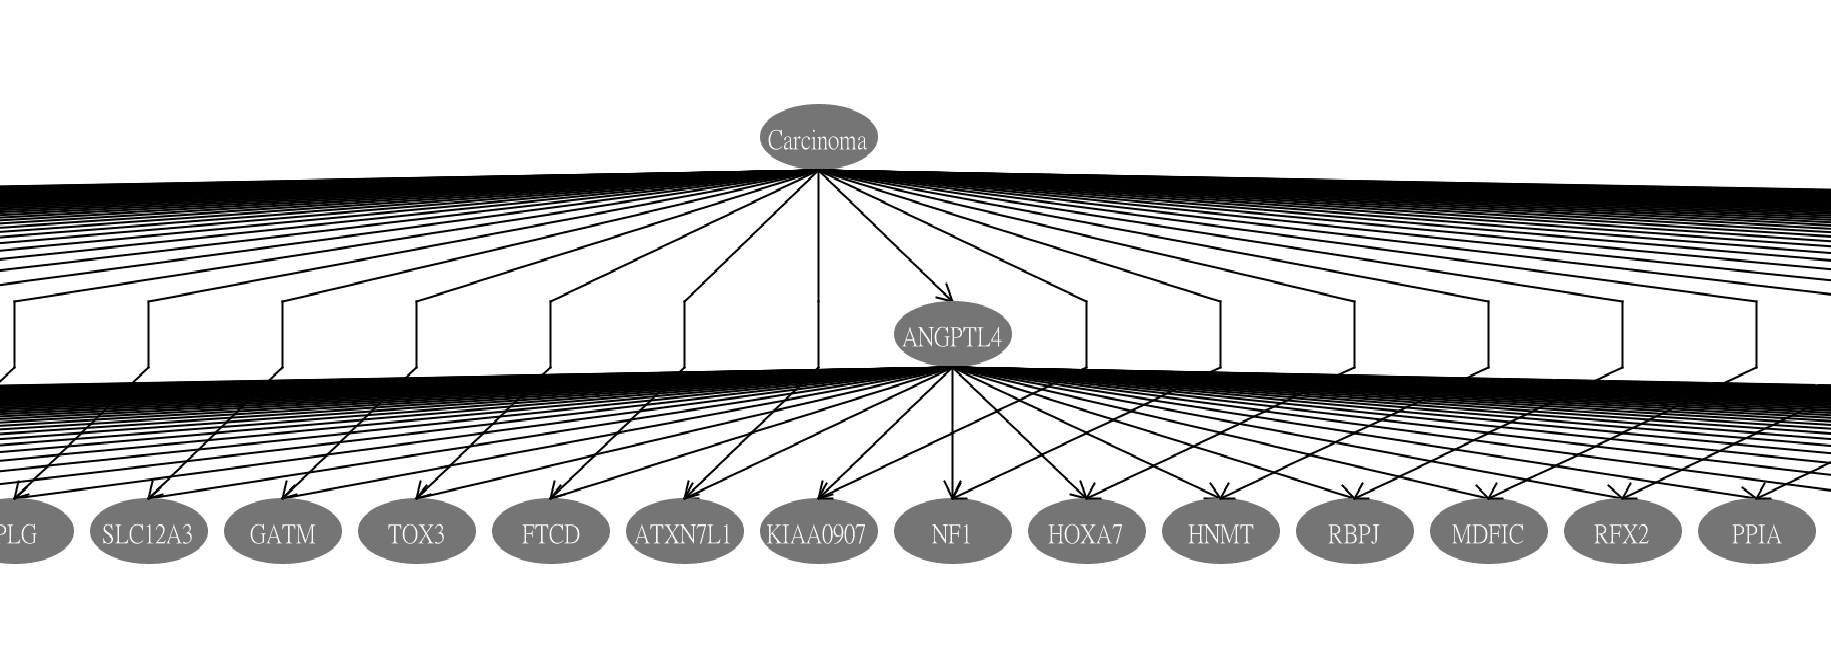 Carcinoma
ANGPTL4
PLG SLC12A3 GATM TOX3 FTCD ATXN7L1 KIAA0907 NF1 HOXA7 HNMT RBPJ MDFIC RFX2 PPIA